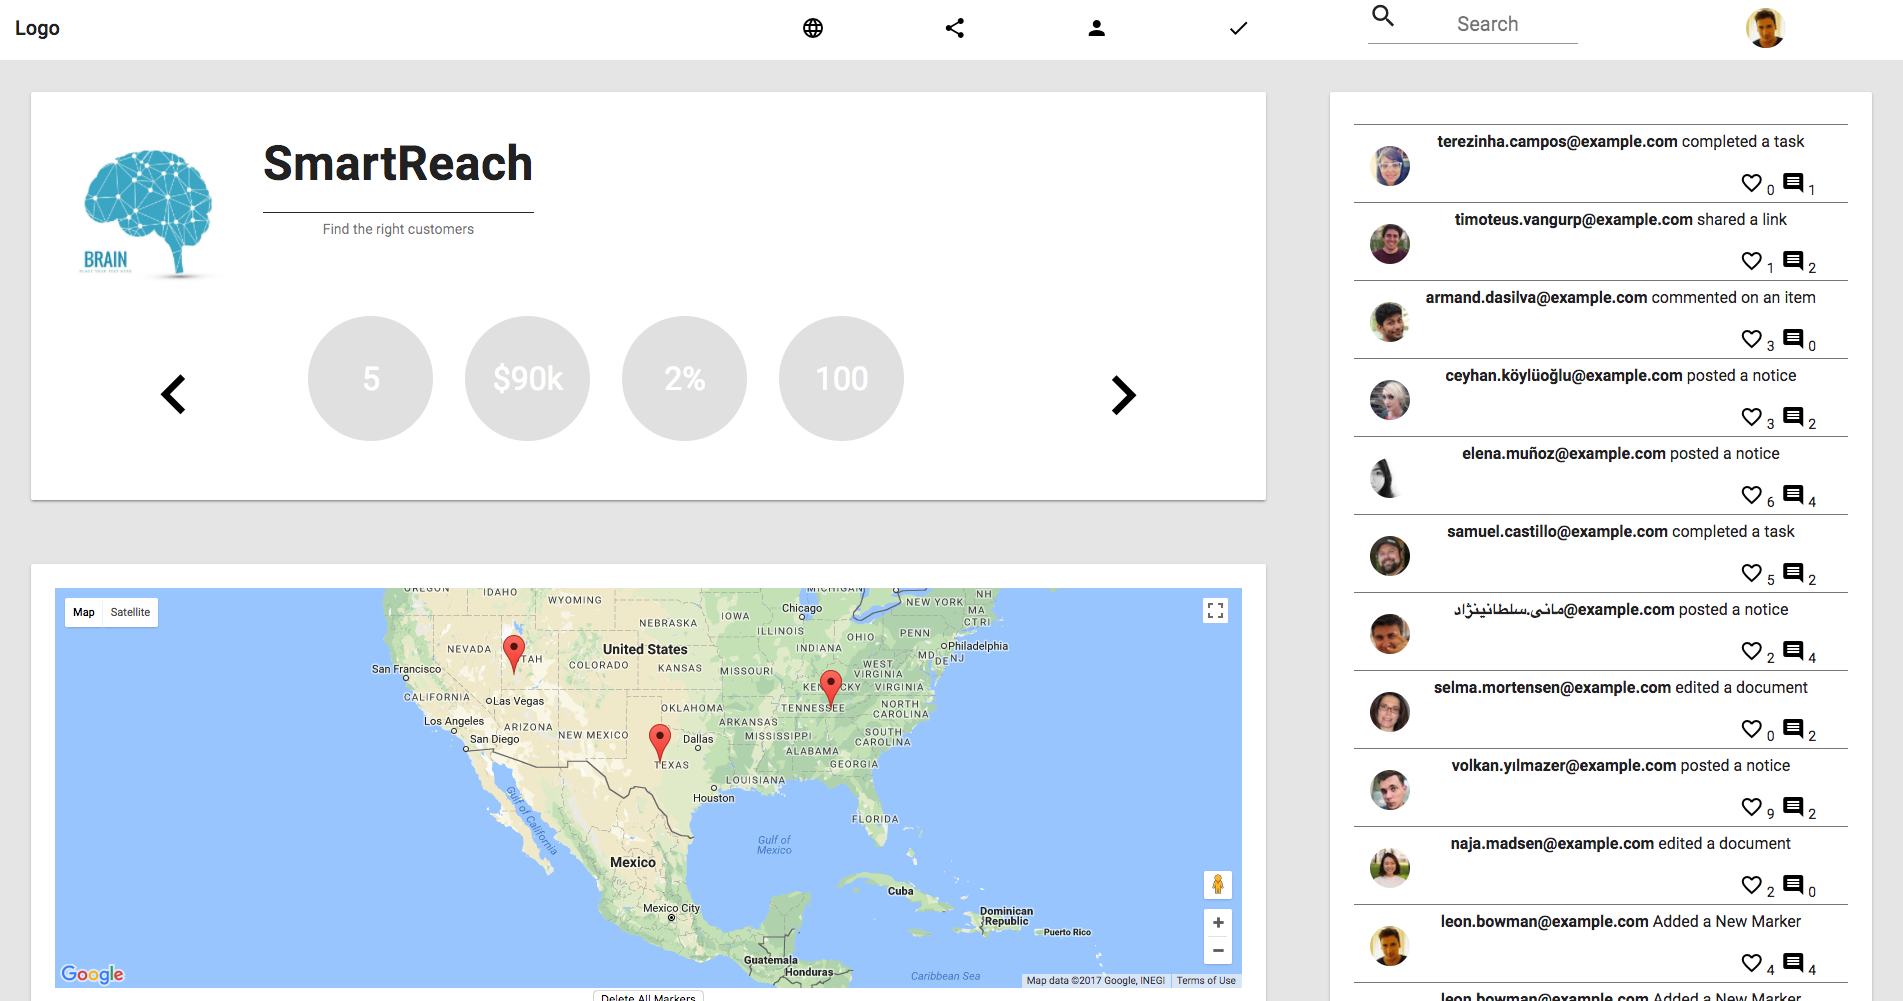 Logo
Search
SmartReach
Find the right customers
BRAIN
5
$90k
2%
100
terezinha.campos@example.com completed a task
0 1
timoteus.vangurp@example.com shared a link
1 2
armand.dasilva@example.com commented on an item
3 0
ceyhan.köylüoğlu@example.com posted a notice
3 2
elena.muñoz@example.com posted a notice
6 4
samuel.castillo@example.com completed a task
5 2
مانی.سلطانی‌نژاد@example.com posted a notice
2 4
selma.mortensen@example.com edited a document
0 2
volkan.yılmazer@example.com posted a notice
9 2
naja.madsen@example.com edited a document
2 0
leon.bowman@example.com Added a New Marker
4 4
leon.bowman@example.com Added a New Marker
Map Satellite
OREGON
IDAHO
WYOMING
MICHIGAN
Chicago
NEW YORK
NH
MA
CT RI
NEBRASKA
IOWA
ILLINOIS
OHIO
PENN
INDIANA
Philadelphia
NEVADA
UTAH
COLORADO
United States
KANSAS
MISSOURI
WEST
VIRGINIA
MD
DE NJ
San Francisco
KENTUCKY
VIRGINIA
CALIFORNIA
Las Vegas
OKLAHOMA
TENNESSEE
NORTH
CAROLINA
Los Angeles
ARIZONA
NEW MEXICO
ARKANSAS
San Diego
Dallas
MISSISSIPPI
SOUTH
CAROLINA
ALABAMA
TEXAS
GEORGIA
LOUISIANA
Houston
Gulf of California
FLORIDA
Gulf of
Mexico
Mexico
Cuba
Mexico City
Dominican
Republic
Puerto Rico
Guatemala
Honduras
Caribbean Sea
Google
Map data ©2017 Google, INEGI Terms of Use
Delete All Markers